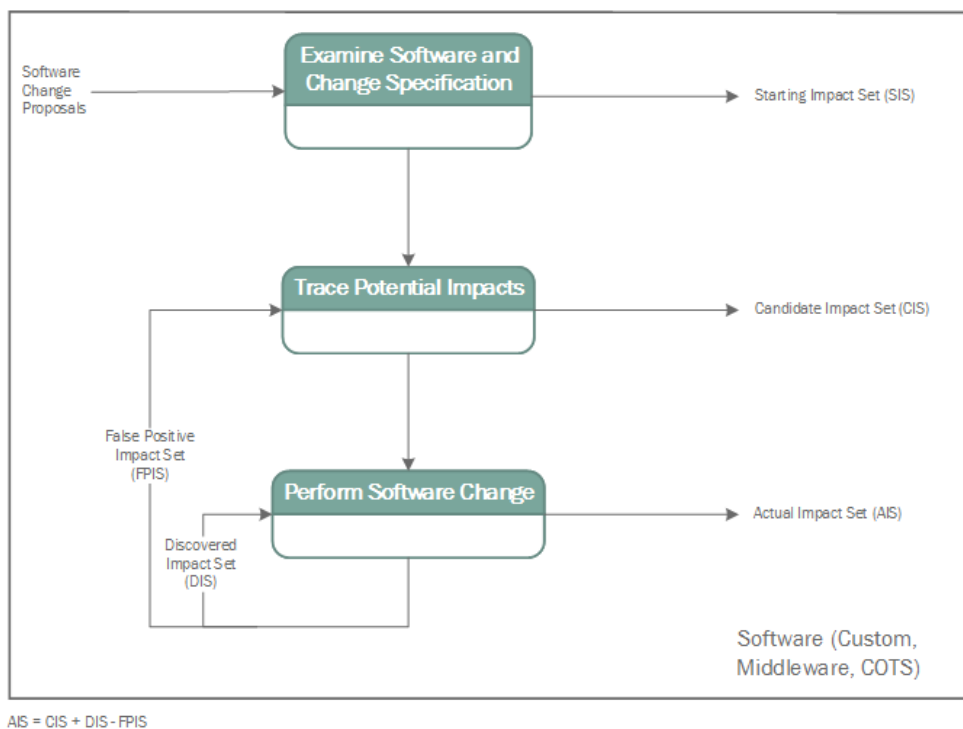 Examine Software and
Change Specification
Software
Change
Proposals
Starting Impact Set (SIS)
Trace Potential Impacts
Candidate Impact Set (CIS)
False Positive
Impact Set
(FPIS)
Perform Software Change
Actual Impact Set (AIS)
Discovered
Impact Set
(DIS)
Software (Custom,
Middleware, COTS)
AIS = CIS + DIS - FPIS